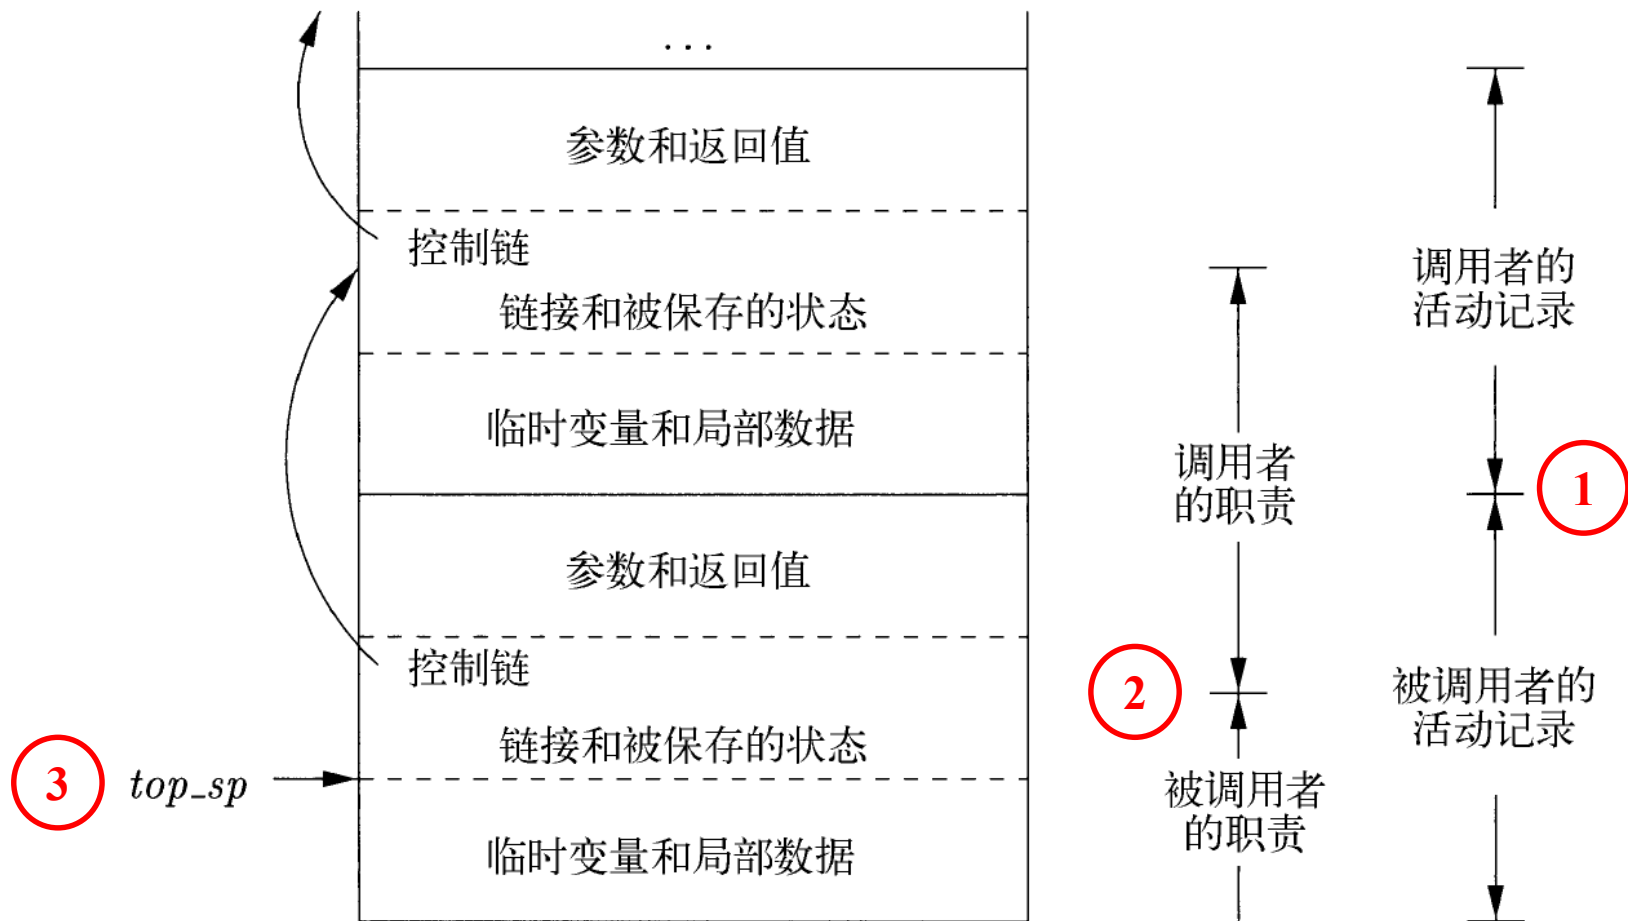 ...
参数和返回值
控制链
链接和被保存的状态
临时变量和局部数据
参数和返回值
控制链
链接和被保存的状态
临时变量和局部数据
3
top_sp
调用者
的职责
2
被调用者
的职责
调用者的
活动记录
1
被调用者的
活动记录